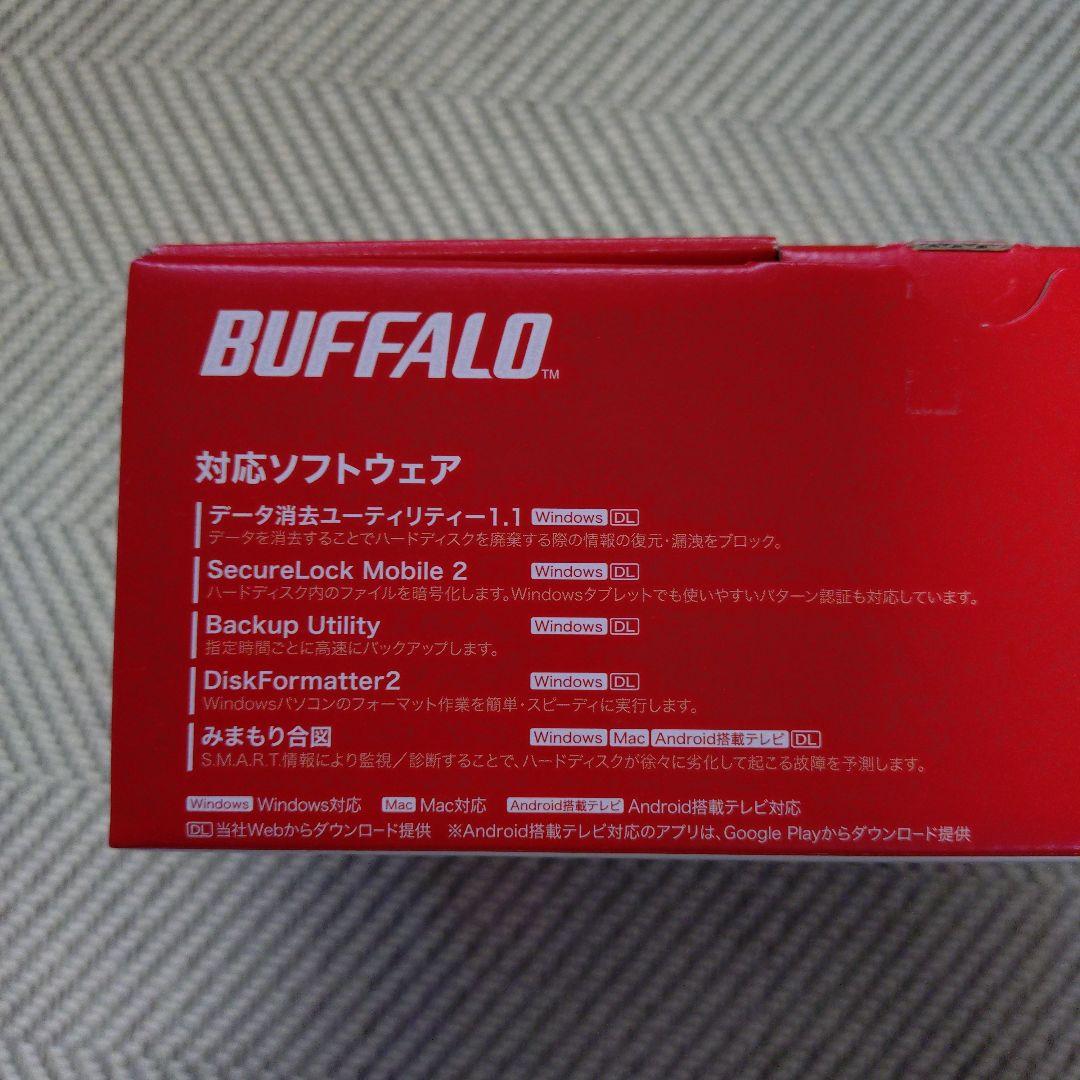 BUFFALO™
対応ソフトウェア
データ消去ユーティリティー1.1 Windows DL
データを消去することでハードディスクを廃棄する際の情報の復元・漏洩をブロック。
SecureLock Mobile 2 Windows DL
ハードディスク内のファイルを暗号化します。Windowsタブレットでも使いやすいパターン認証も対応しています。
Backup Utility Windows DL
指定時間ごとに高速にバックアップします。
DiskFormatter2 Windows DL
Windowsパソコンのフォーマット作業を簡単・スピーディに実行します。
みまもり合図 Windows Mac Android搭載テレビ DL
S.M.A.R.T.情報により監視／診断することで、ハードディスクが徐々に劣化して起こる故障を予測します。
Windows Windows対応 Mac Mac対応 Android搭載テレビ Android搭載テレビ対応
DL 当社Webからダウンロード提供 ※Android搭載テレビ対応のアプリは、Google Playからダウンロード提供